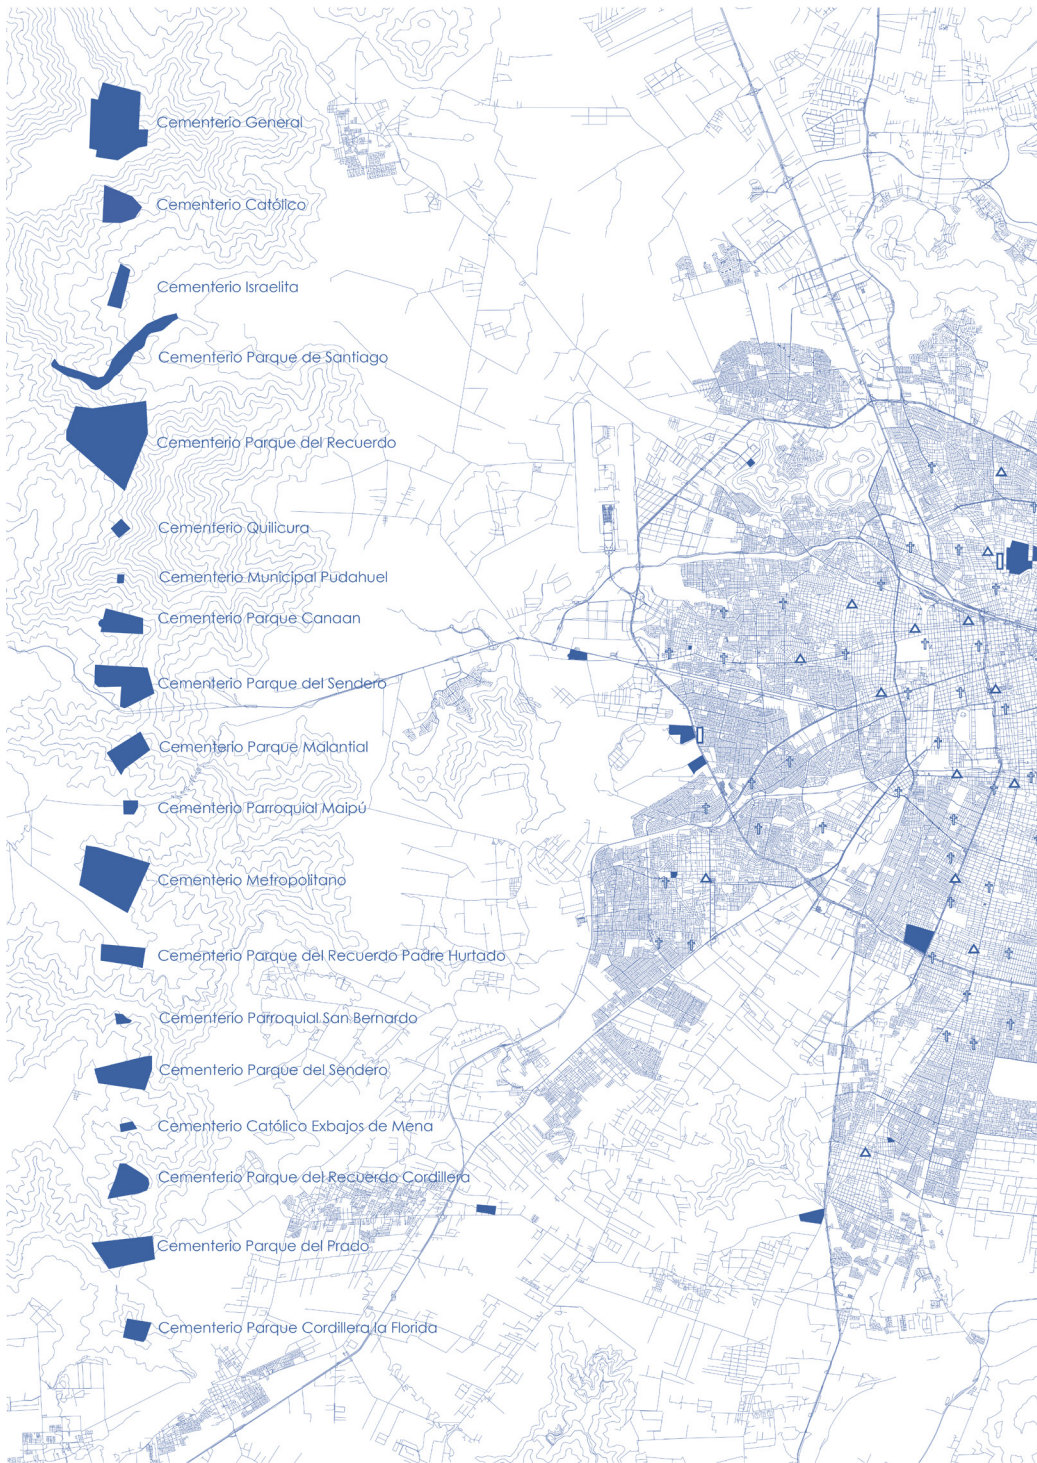 Cementerio General
Cementerio Católico
Cementerio Israelita
Cementerio Parque de Santiago
Cementerio Parque del Recuerdo
Cementerio Quilicura
Cementerio Municipal Pudahuel
Cementerio Parque Canaan
Cementerio Parque del Sendero
Cementerio Parque Malantial
Cementerio Parroquial Maipú
Cementerio Metropolitano
Cementerio Parque del Recuerdo Padre Hurtado
Cementerio Parroquial San Bernardo
Cementerio Parque del Sendero
Cementerio Católico Exbajos de Mena
Cementerio Parque del Recuerdo Cordillera
Cementerio Parque del Prado
Cementerio Parque Cordillera la Florida